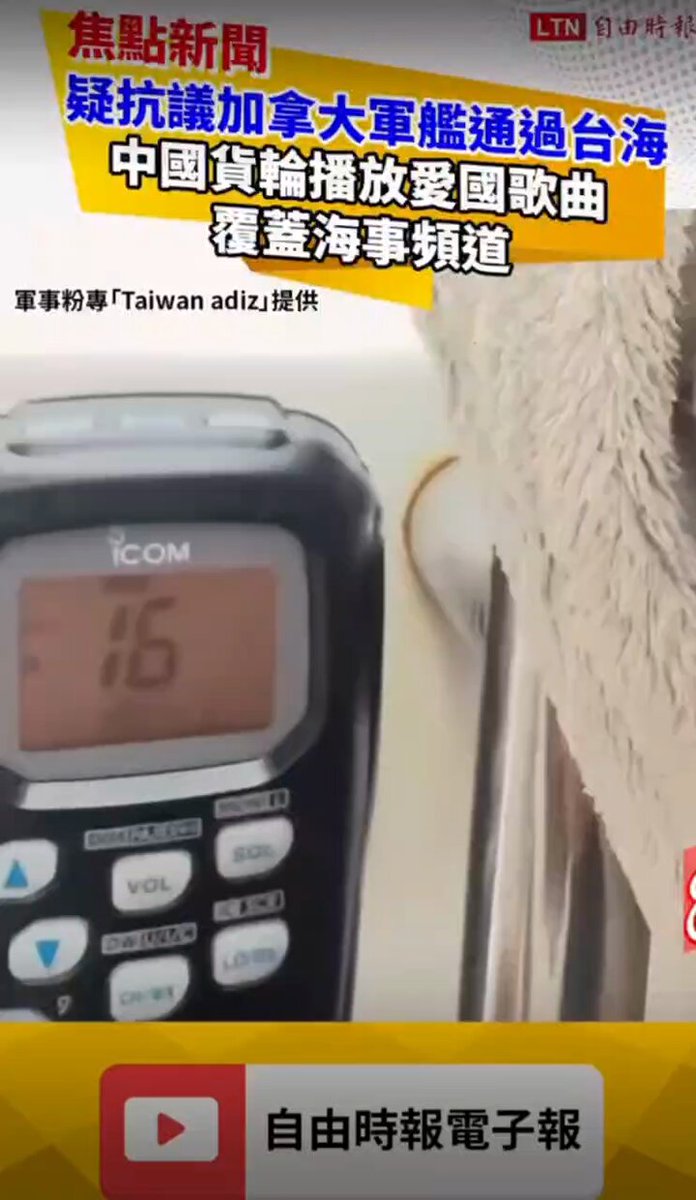 LTN 自由時報
焦點新聞
疑抗議加拿大軍艦通過台海
中國貨輪播放愛國歌曲
覆蓋海事頻道
軍事粉專「Taiwan adiz」提供
iCOM
16
VOL
SQL
自由時報電子報